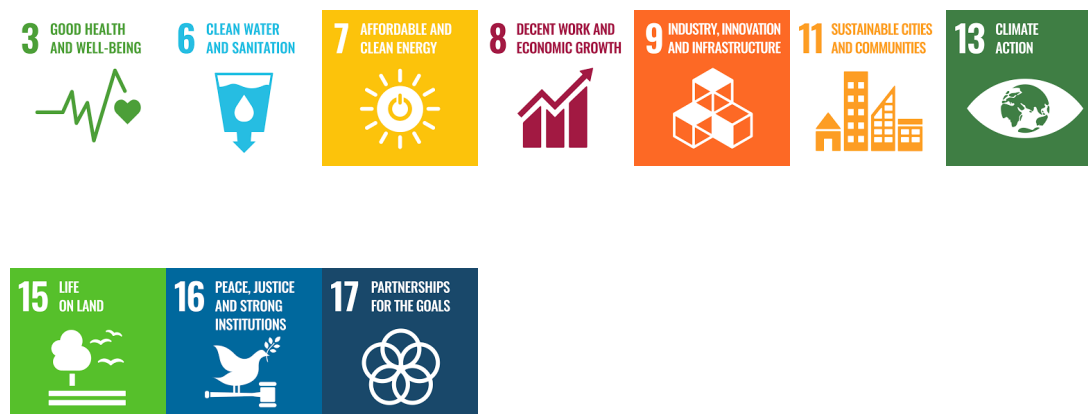 3 GOOD HEALTH
AND WELL-BEING
6 CLEAN WATER
AND SANITATION
7 AFFORDABLE AND
CLEAN ENERGY
8 DECENT WORK AND
ECONOMIC GROWTH
9 INDUSTRY, INNOVATION
AND INFRASTRUCTURE
11 SUSTAINABLE CITIES
AND COMMUNITIES
13 CLIMATE
ACTION
15 LIFE
ON LAND
16 PEACE, JUSTICE
AND STRONG
INSTITUTIONS
17 PARTNERSHIPS
FOR THE GOALS